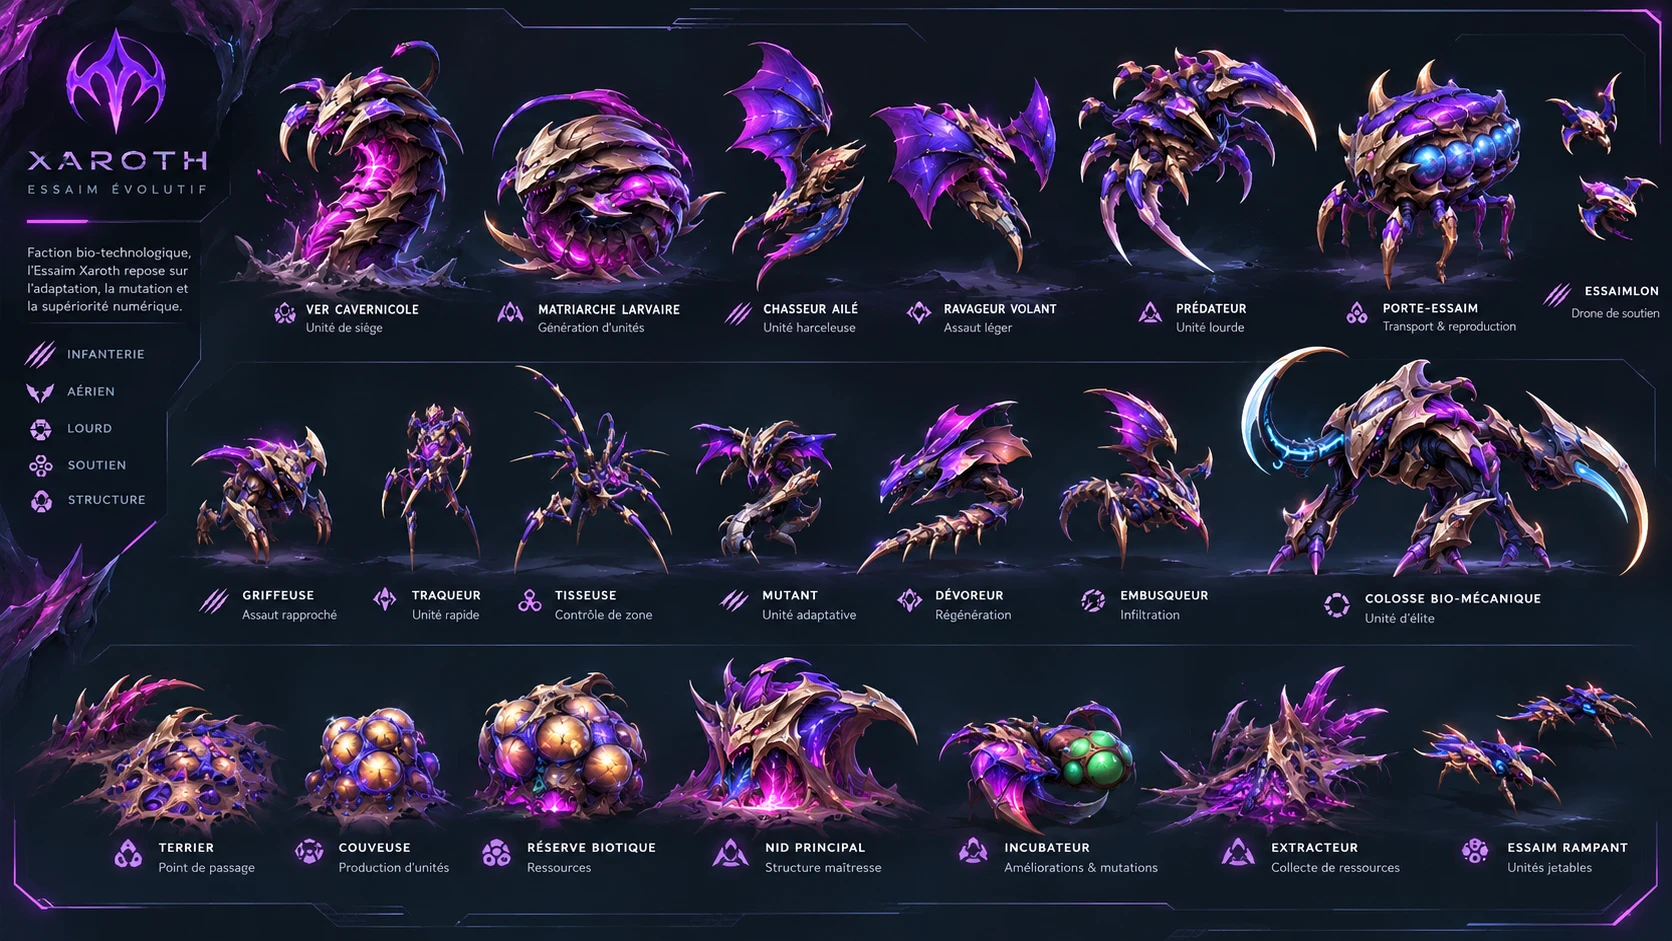 XAROTH
ESSAIM ÉVOLUTIF
Faction bio-technologique,
l'Essaim Xaroth repose sur
l'adaptation, la mutation et
la supériorité numérique.
INFANTERIE
AÉRIEN
LOURD
SOUTIEN
STRUCTURE
VER CAVERNICOLE
Unité de siège
MATRIARCHE LARVAIRE
Génération d'unités
CHASSEUR AILÉ
Unité harceleuse
RAVAGEUR VOLANT
Assaut léger
PRÉDATEUR
Unité lourde
PORTE-ESSAIM
Transport & reproduction
ESSAIMLON
Drone de soutien
GRIFFEUSE
Assaut rapproché
TRAQUEUR
Unité rapide
TISSEUSE
Contrôle de zone
MUTANT
Unité adaptative
DÉVOREUR
Régénération
EMBUSQUEUR
Infiltration
COLOSSE BIO-MÉCANIQUE
Unité d'élite
TERRIER
Point de passage
COUVEUSE
Production d'unités
RÉSERVE BIOTIQUE
Ressources
NID PRINCIPAL
Structure maîtresse
INCUBATEUR
Améliorations & mutations
EXTRACTEUR
Collecte de ressources
ESSAIM RAMPANT
Unités jetables